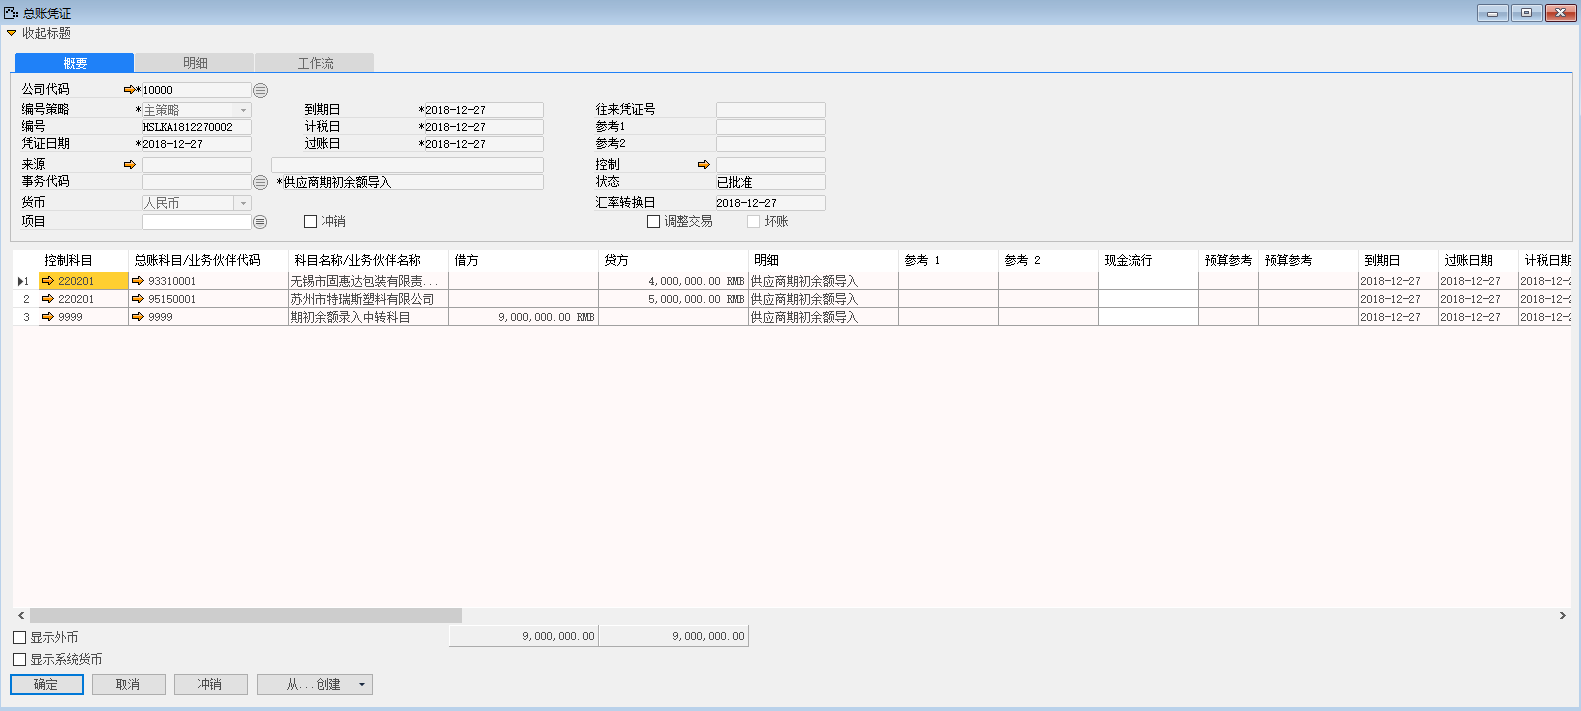 总账凭证
收起标题
概要 明细 工作流
公司代码 *10000
编号策略 *主策略 到期日 *2018-12-27 往来凭证号
编号 HSLKA1812270002 计税日 *2018-12-27 参考1
凭证日期 *2018-12-27 过账日 *2018-12-27 参考2
来源 控制
事务代码 *供应商期初余额导入 状态 已批准
货币 人民币 汇率转换日 2018-12-27
项目 冲销 调整交易 坏账
控制科目 总账科目/业务伙伴代码 科目名称/业务伙伴名称 借方 贷方 明细 参考 1 参考 2 现金流行 预算参考 预算参考 到期日 过账日期 计税日期
1 220201 93310001 无锡市固惠达包装有限责... 4,000,000.00 RMB 供应商期初余额导入 2018-12-27 2018-12-27 2018-12-2
2 220201 95150001 苏州市特瑞斯塑料有限公司 5,000,000.00 RMB 供应商期初余额导入 2018-12-27 2018-12-27 2018-12-2
3 9999 9999 期初余额录入中转科目 9,000,000.00 RMB 供应商期初余额导入 2018-12-27 2018-12-27 2018-12-2
显示外币 9,000,000.00 9,000,000.00
显示系统货币
确定 取消 冲销 从...创建